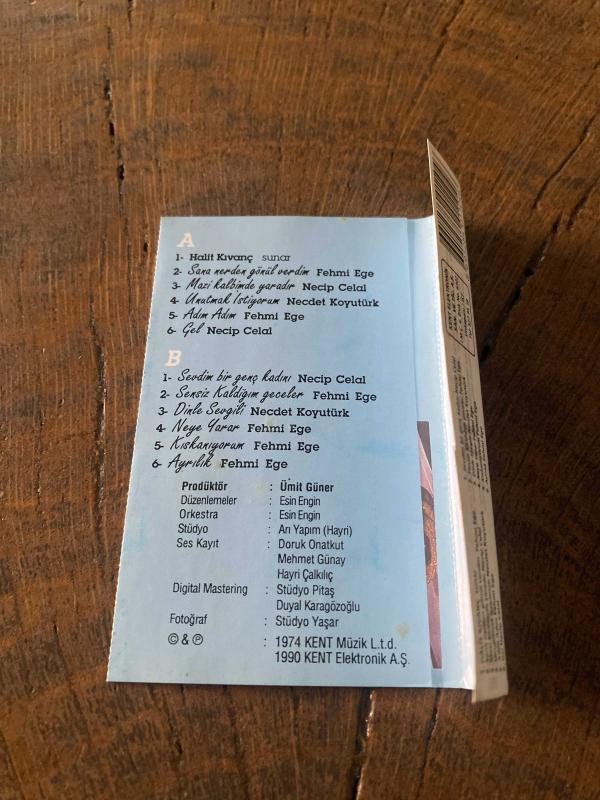 A
1- Halit Kıvanç sunar
2- Sana nerden gönül verdim Fehmi Ege
3- Mazi kalbimde yaradır Necip Celal
4- Unutmak İstiyorum Necdet Koyutürk
5- Adım Adım Fehmi Ege
6- Gel Necip Celal
B
1- Sevdim bir genç kadını Necip Celal
2- Sensiz Kaldığım geceler Fehmi Ege
3- Dinle Sevgili Necdet Koyutürk
4- Neye Yarar Fehmi Ege
5- Kıskanıyorum Fehmi Ege
6- Ayrılık Fehmi Ege
Prodüktör : Ümit Güner
Düzenlemeler : Esin Engin
Orkestra : Esin Engin
Stüdyo : Arı Yapım (Hayri)
Ses Kayıt : Doruk Onatkut
Mehmet Günay
Hayri Çalkılıç
Digital Mastering : Stüdyo Pitaş
Duyal Karagözoğlu
Fotoğraf : Stüdyo Yaşar
© & ℗ : 1974 KENT Müzik L.t.d.
1990 KENT Elektronik A.Ş.